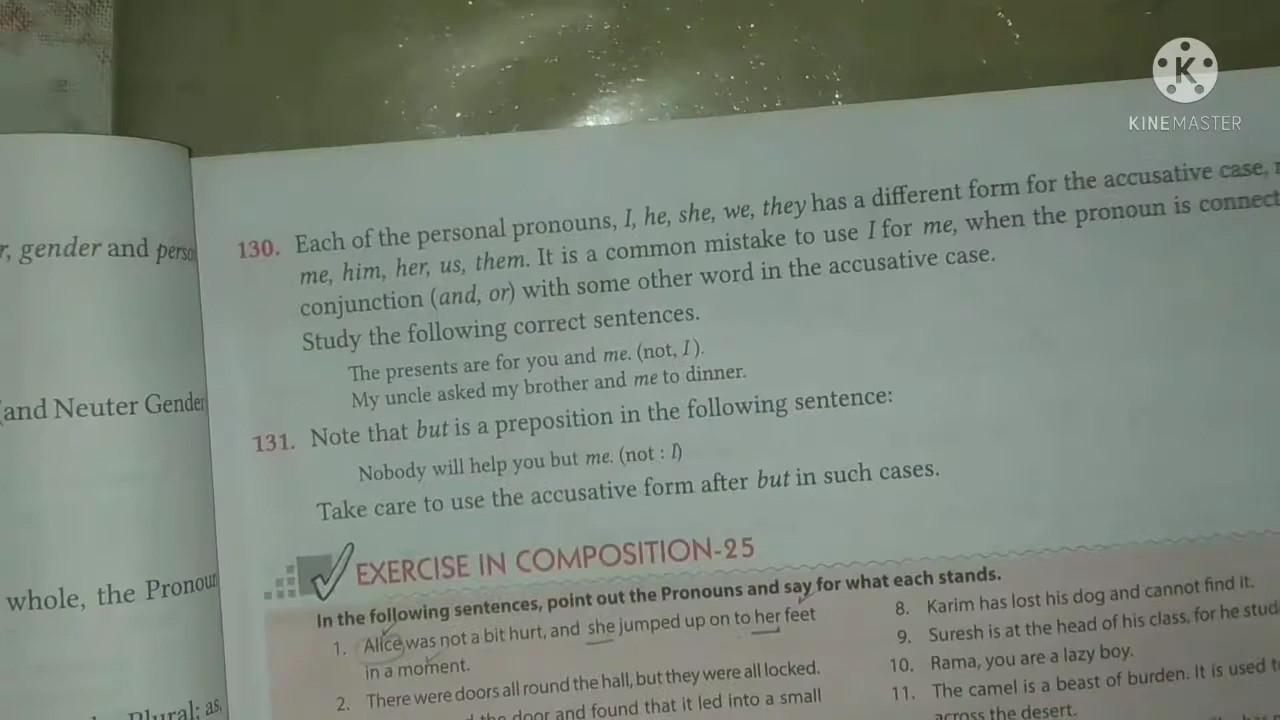 KINEMASTER
r, gender and perso
(and Neuter Gender
whole, the Pronoun
Plural; as,
130. Each of the personal pronouns, I, he, she, we, they has a different form for the accusative case,
me, him, her, us, them. It is a common mistake to use I for me, when the pronoun is connect
conjunction (and, or) with some other word in the accusative case.
Study the following correct sentences.
The presents are for you and me. (not, I ).
My uncle asked my brother and me to dinner.
131. Note that but is a preposition in the following sentence:
Nobody will help you but me. (not : I)
Take care to use the accusative form after but in such cases.
EXERCISE IN COMPOSITION-25
In the following sentences, point out the Pronouns and say for what each stands.
1. Alice was not a bit hurt, and she jumped up on to her feet
in a moment.
2. There were doors all round the hall, but they were all locked.
the door and found that it led into a small
8. Karim has lost his dog and cannot find it.
9. Suresh is at the head of his class, for he stud
10. Rama, you are a lazy boy.
11. The camel is a beast of burden. It is used t
across the desert.